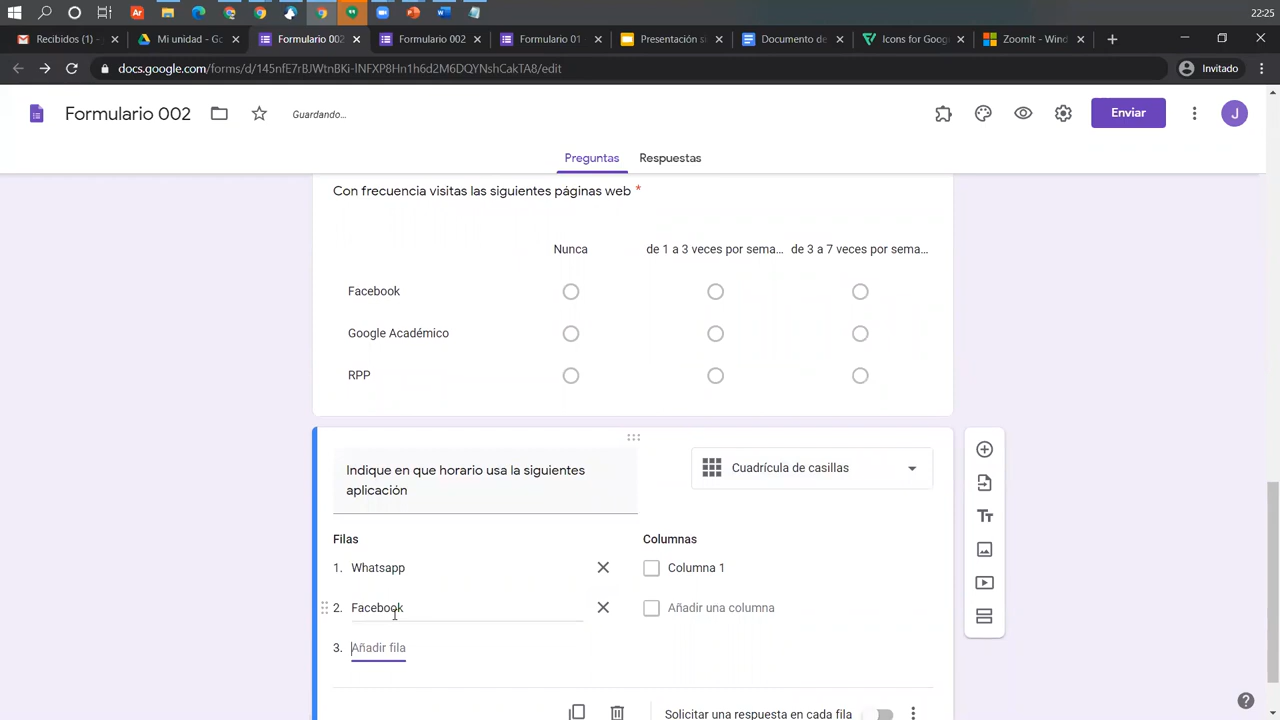 22:25
Recibidos (1) -
Mi unidad - Go
Formulario 002
Formulario 002
Formulario 01
Presentación si
Documento de
Icons for Goog
ZoomIt - Windo
docs.google.com/forms/d/145nfE7rBJWtnBKi-lNFXP8Hn1h6d2M6DQYNshCakTA8/edit
Invitado
Formulario 002
Guardando...
Enviar
J
Preguntas
Respuestas
Con frecuencia visitas las siguientes páginas web *
Nunca
de 1 a 3 veces por sema...
de 3 a 7 veces por sema...
Facebook
Google Académico
RPP
Indique en que horario usa la siguientes
aplicación
Cuadrícula de casillas
Filas
Columnas
1. Whatsapp
Columna 1
2. Facebook
Añadir una columna
3. Añadir fila
Solicitar una respuesta en cada fila